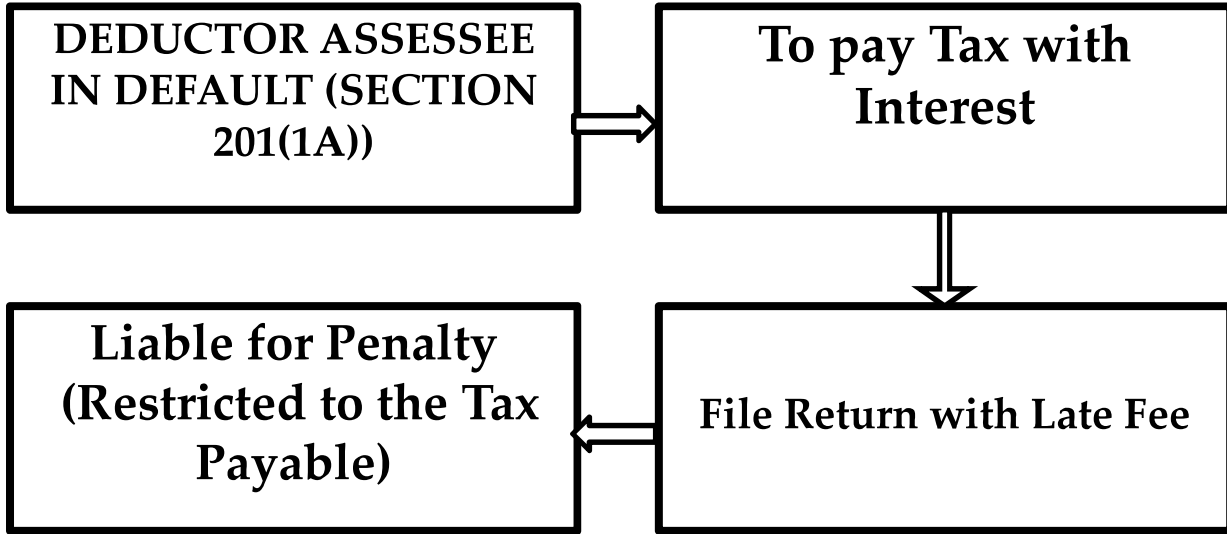 DEDUCTOR ASSESSEE
IN DEFAULT (SECTION
201(1A))
To pay Tax with
Interest
File Return with Late Fee
Liable for Penalty
(Restricted to the Tax
Payable)